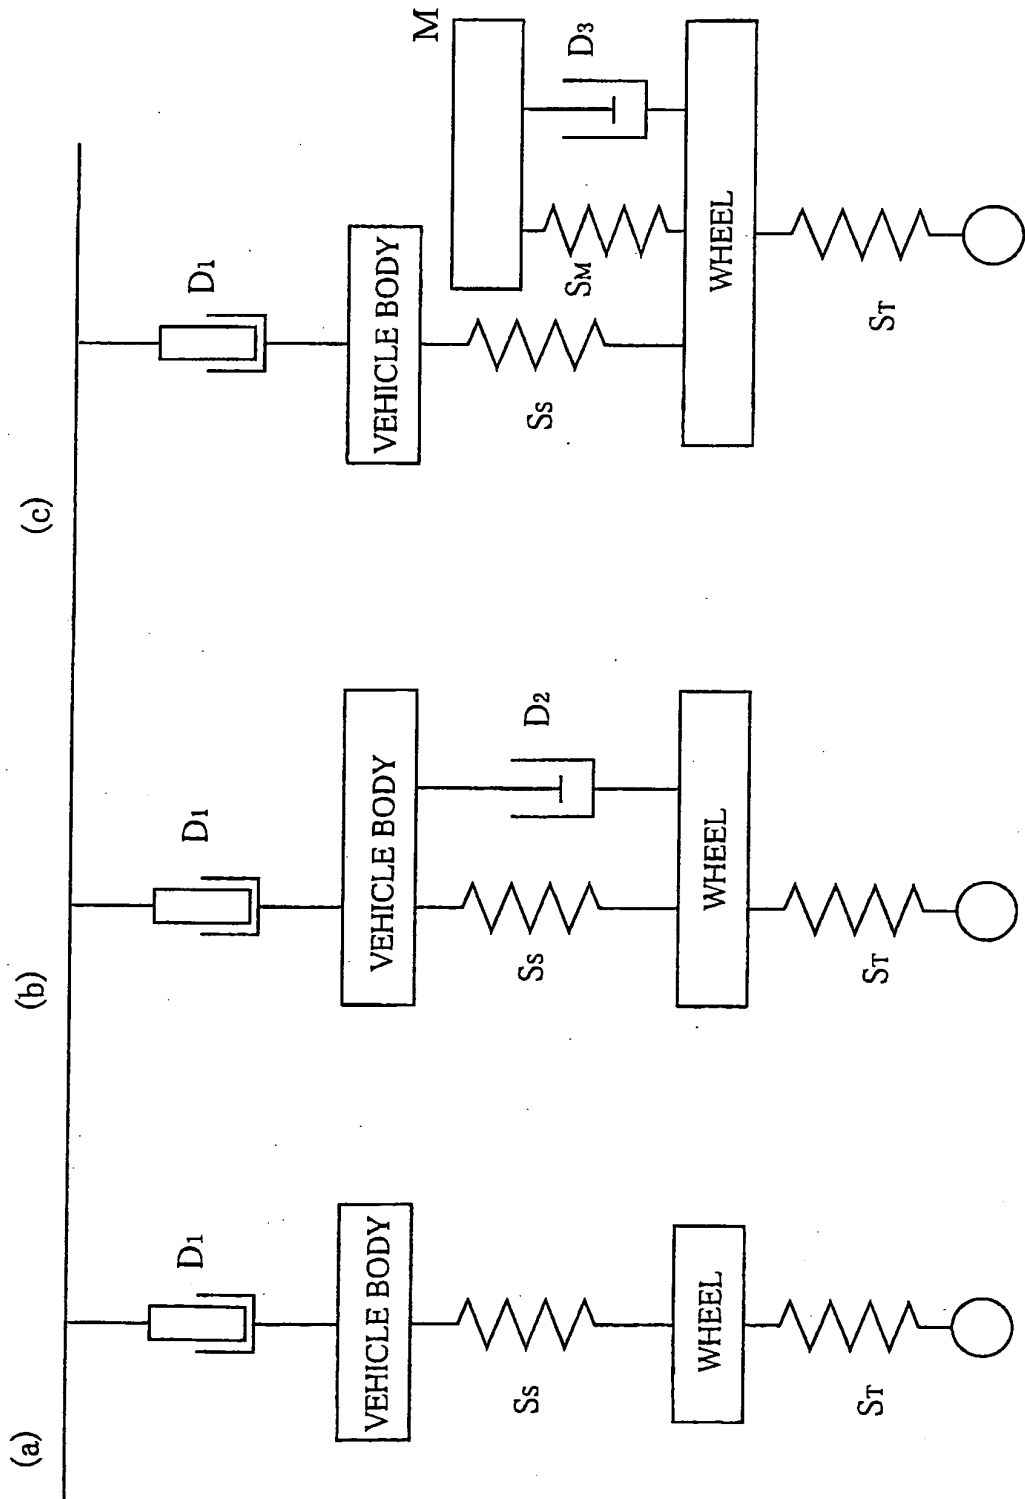 (a)
D1
VEHICLE BODY
Ss
WHEEL
ST
(b)
D1
VEHICLE BODY
D2
Ss
WHEEL
ST
(c)
D1
VEHICLE BODY
M
D3
SM
Ss
WHEEL
ST